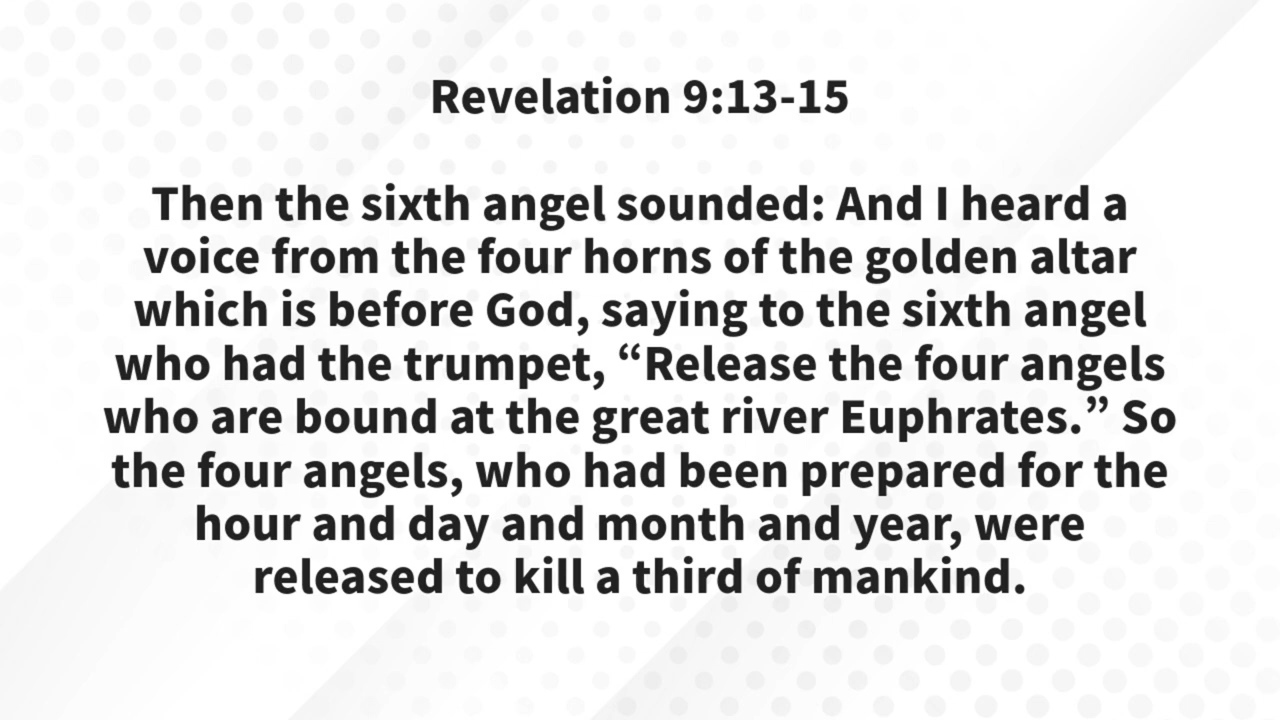 Revelation 9:13-15
Then the sixth angel sounded: And I heard a
voice from the four horns of the golden altar
which is before God, saying to the sixth angel
who had the trumpet, “Release the four angels
who are bound at the great river Euphrates.” So
the four angels, who had been prepared for the
hour and day and month and year, were
released to kill a third of mankind.